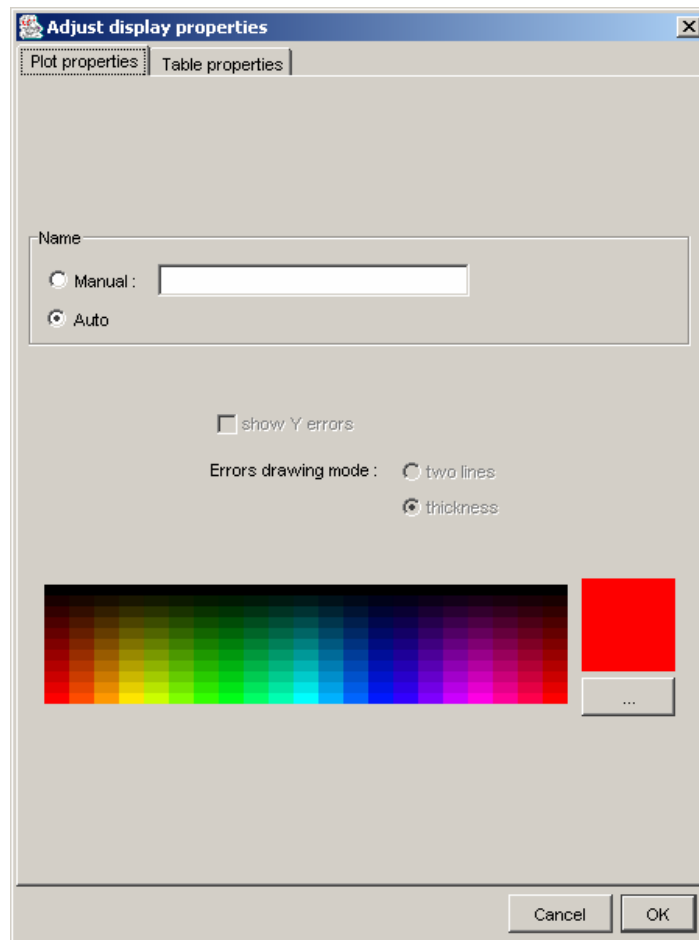 Adjust display properties
Plot properties Table properties
Name
Manual :
Auto
show Y errors
Errors drawing mode : two lines
thickness
...
Cancel OK